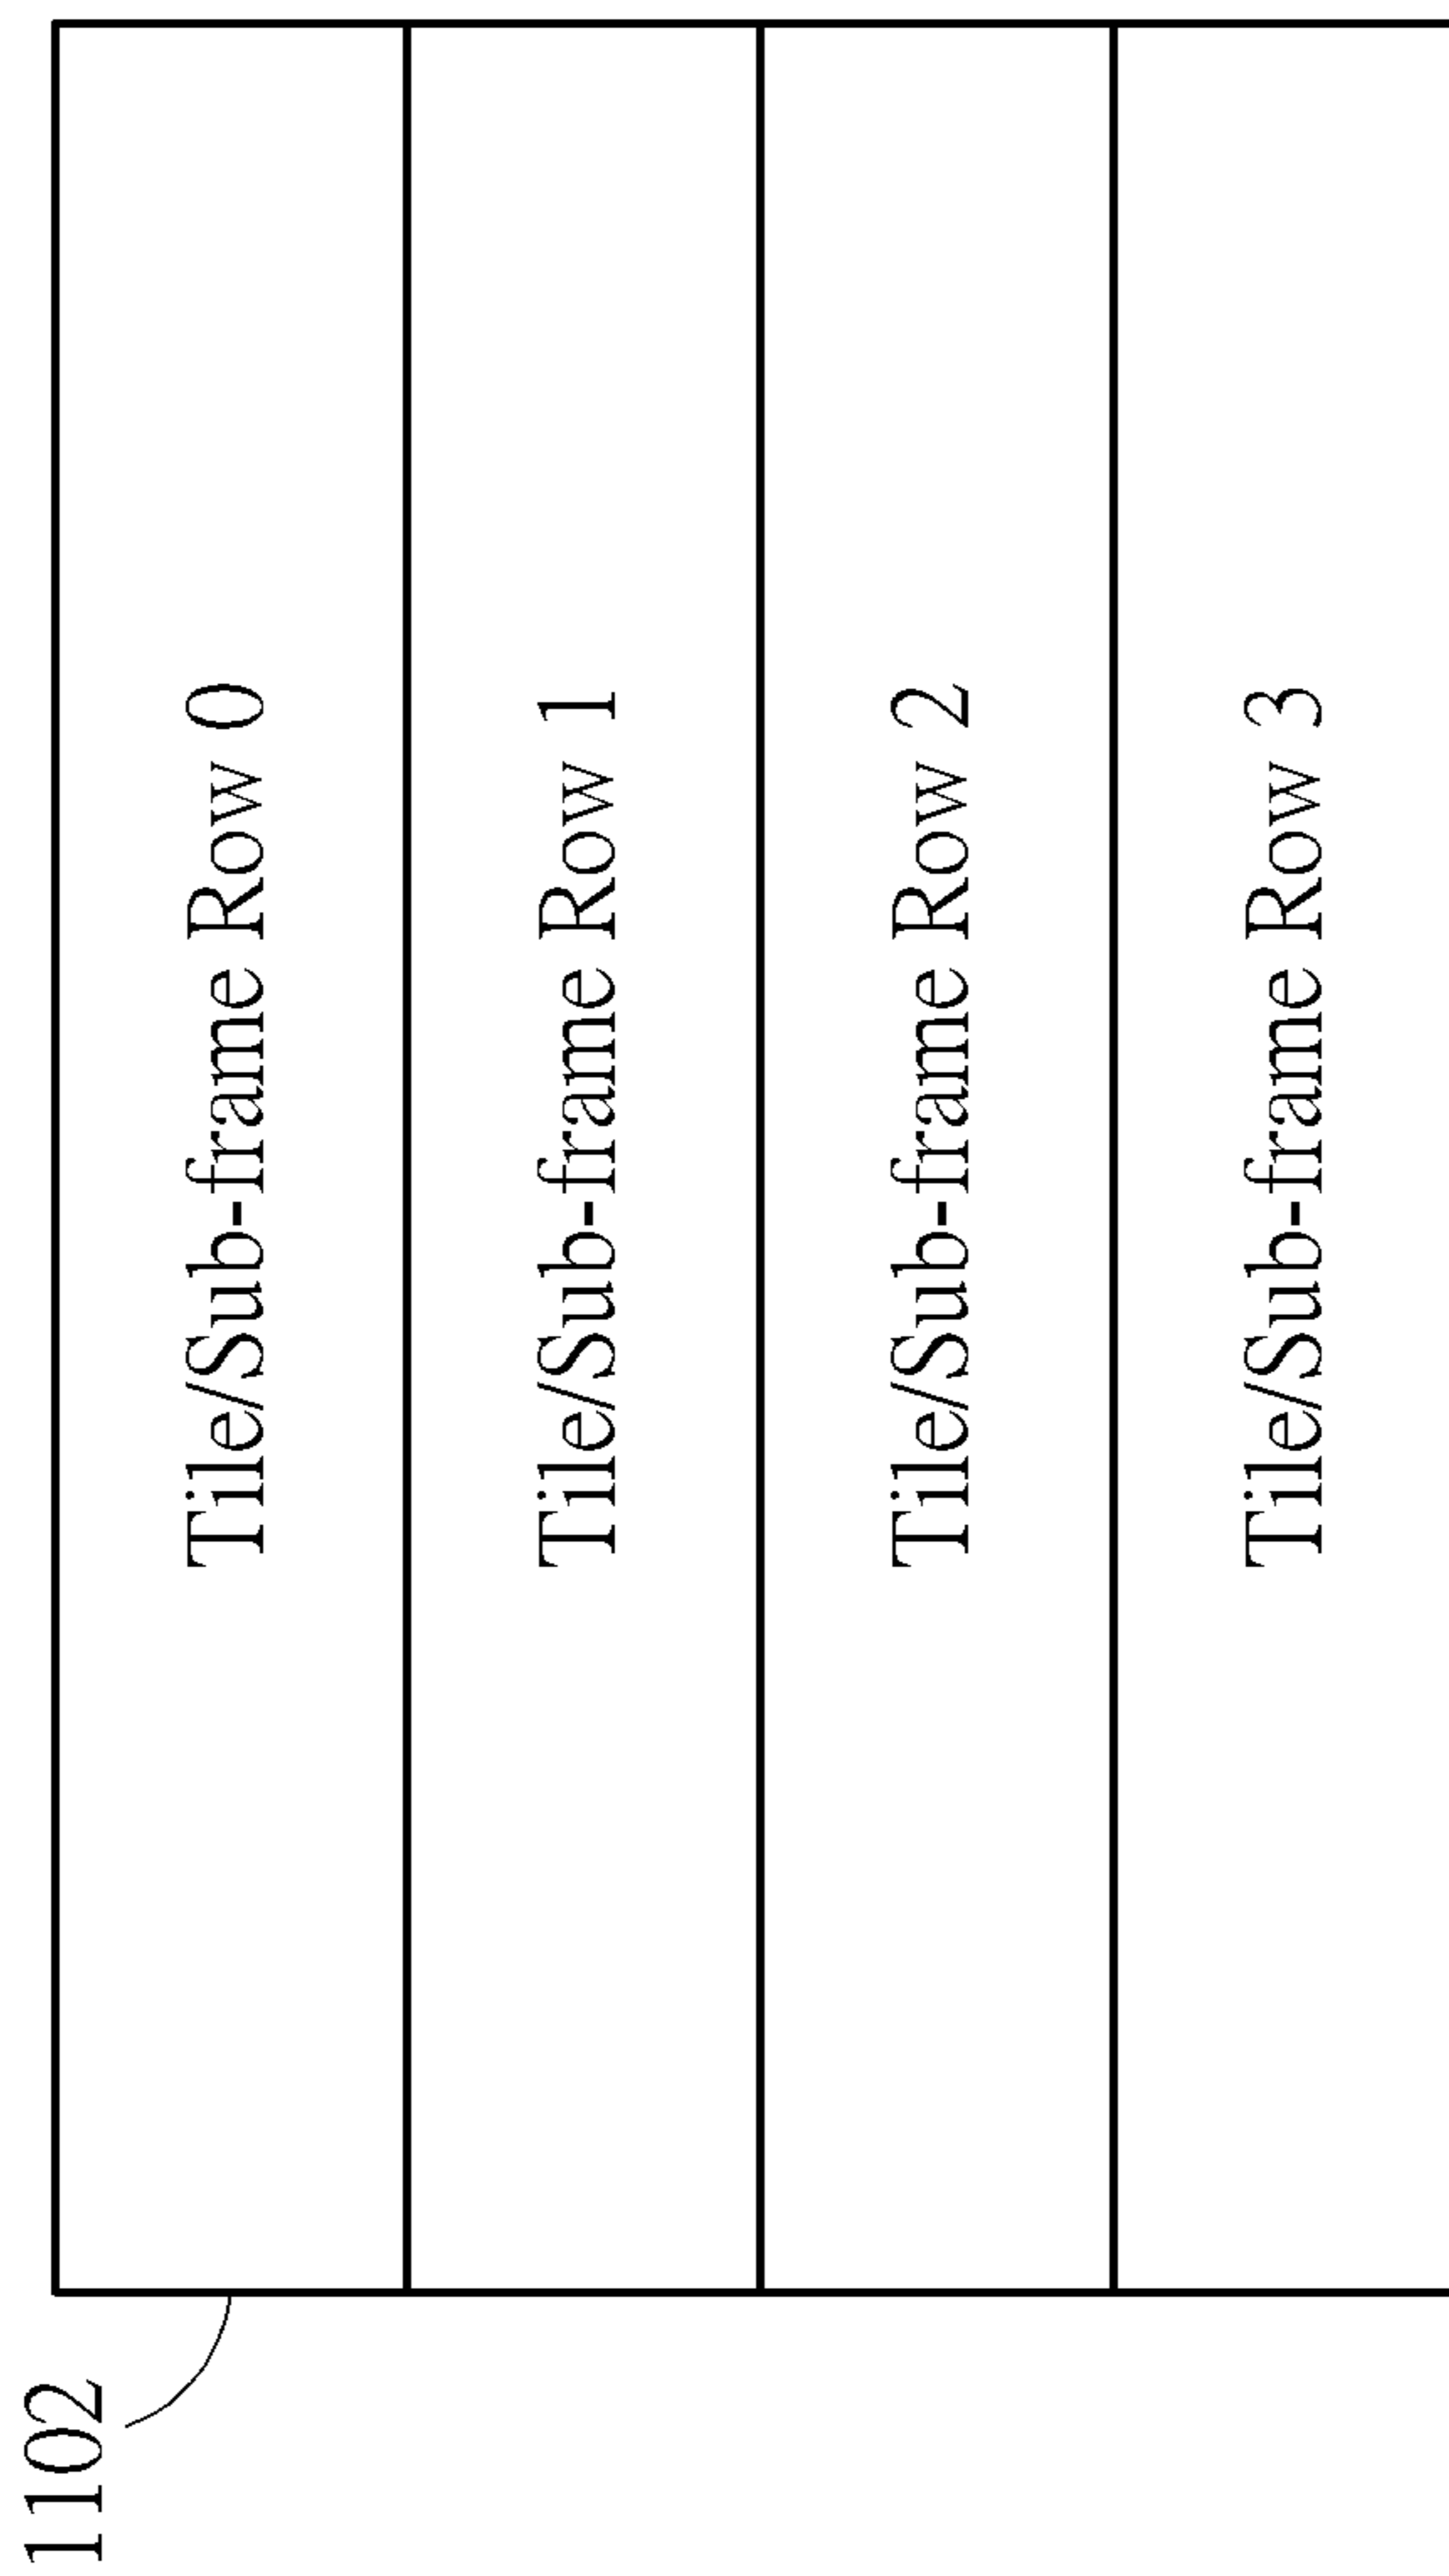 1102
Tile/Sub-frame Row 0
Tile/Sub-frame Row 1
Tile/Sub-frame Row 2
Tile/Sub-frame Row 3